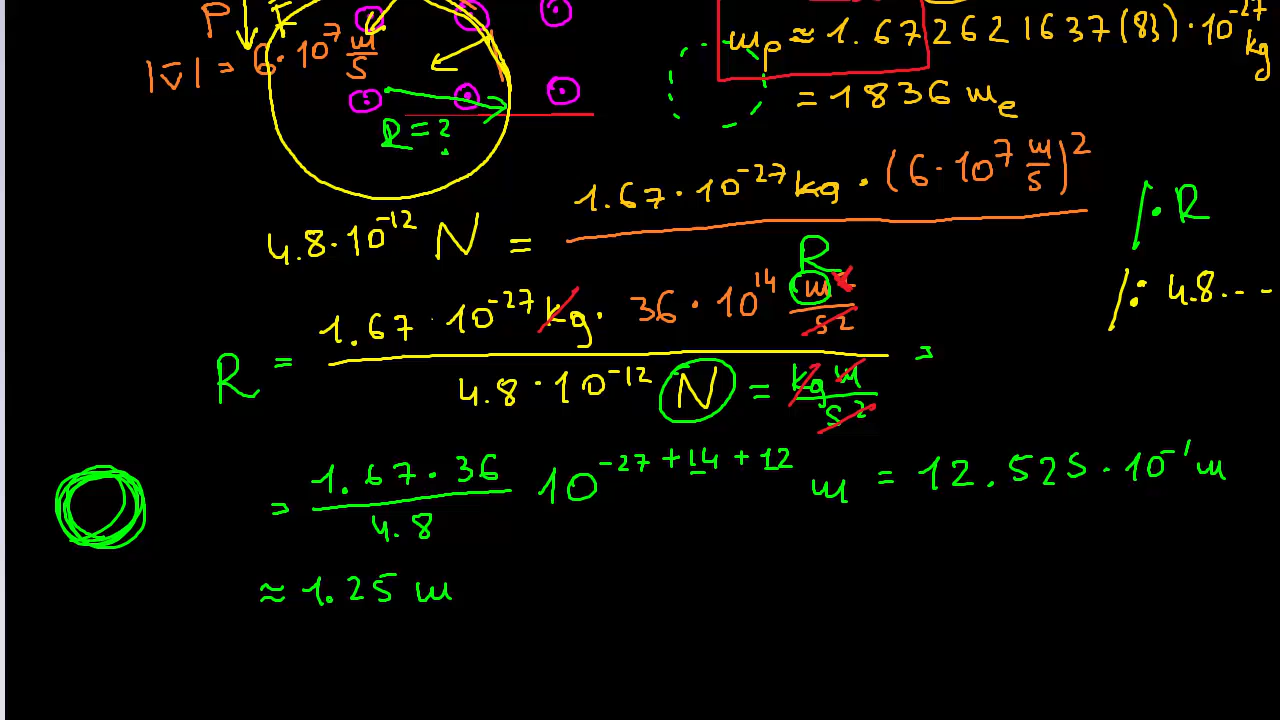 P F
|v̄| = 6·10⁷ m/s
R = ?
mₚ ≈ 1.672621637(83)·10⁻²⁷ kg
= 1836 mₑ
4.8·10⁻¹² N = 1.67·10⁻²⁷ kg · (6·10⁷ m/s)² / R
/· R
R = 1.67·10⁻²⁷ kg · 36·10¹⁴ m² / s² / 4.8·10⁻¹² N = kg m / s² =
/: 4.8...
= 1.67·36 / 4.8 10⁻²⁷⁺¹⁴⁺¹² m = 12.525·10⁻¹ m
≈ 1.25 m